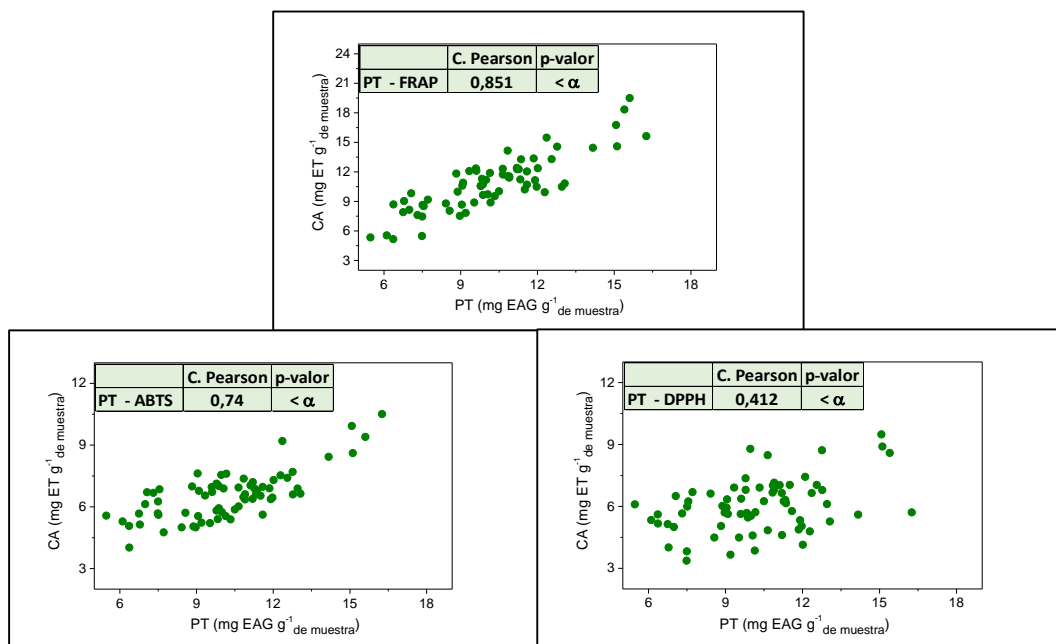 C. Pearson p-valor
PT - FRAP 0,851 < α
24
21
18
15
12
9
6
3
CA (mg ET g-1 de muestra)
6 9 12 15 18
PT (mg EAG g-1 de muestra)
C. Pearson p-valor
PT - ABTS 0,74 < α
12
9
6
3
CA (mg ET g-1 de muestra)
6 9 12 15 18
PT (mg EAG g-1 de muestra)
C. Pearson p-valor
PT - DPPH 0,412 < α
12
9
6
3
CA (mg ET g-1 de muestra)
6 9 12 15 18
PT (mg EAG g-1 de muestra)